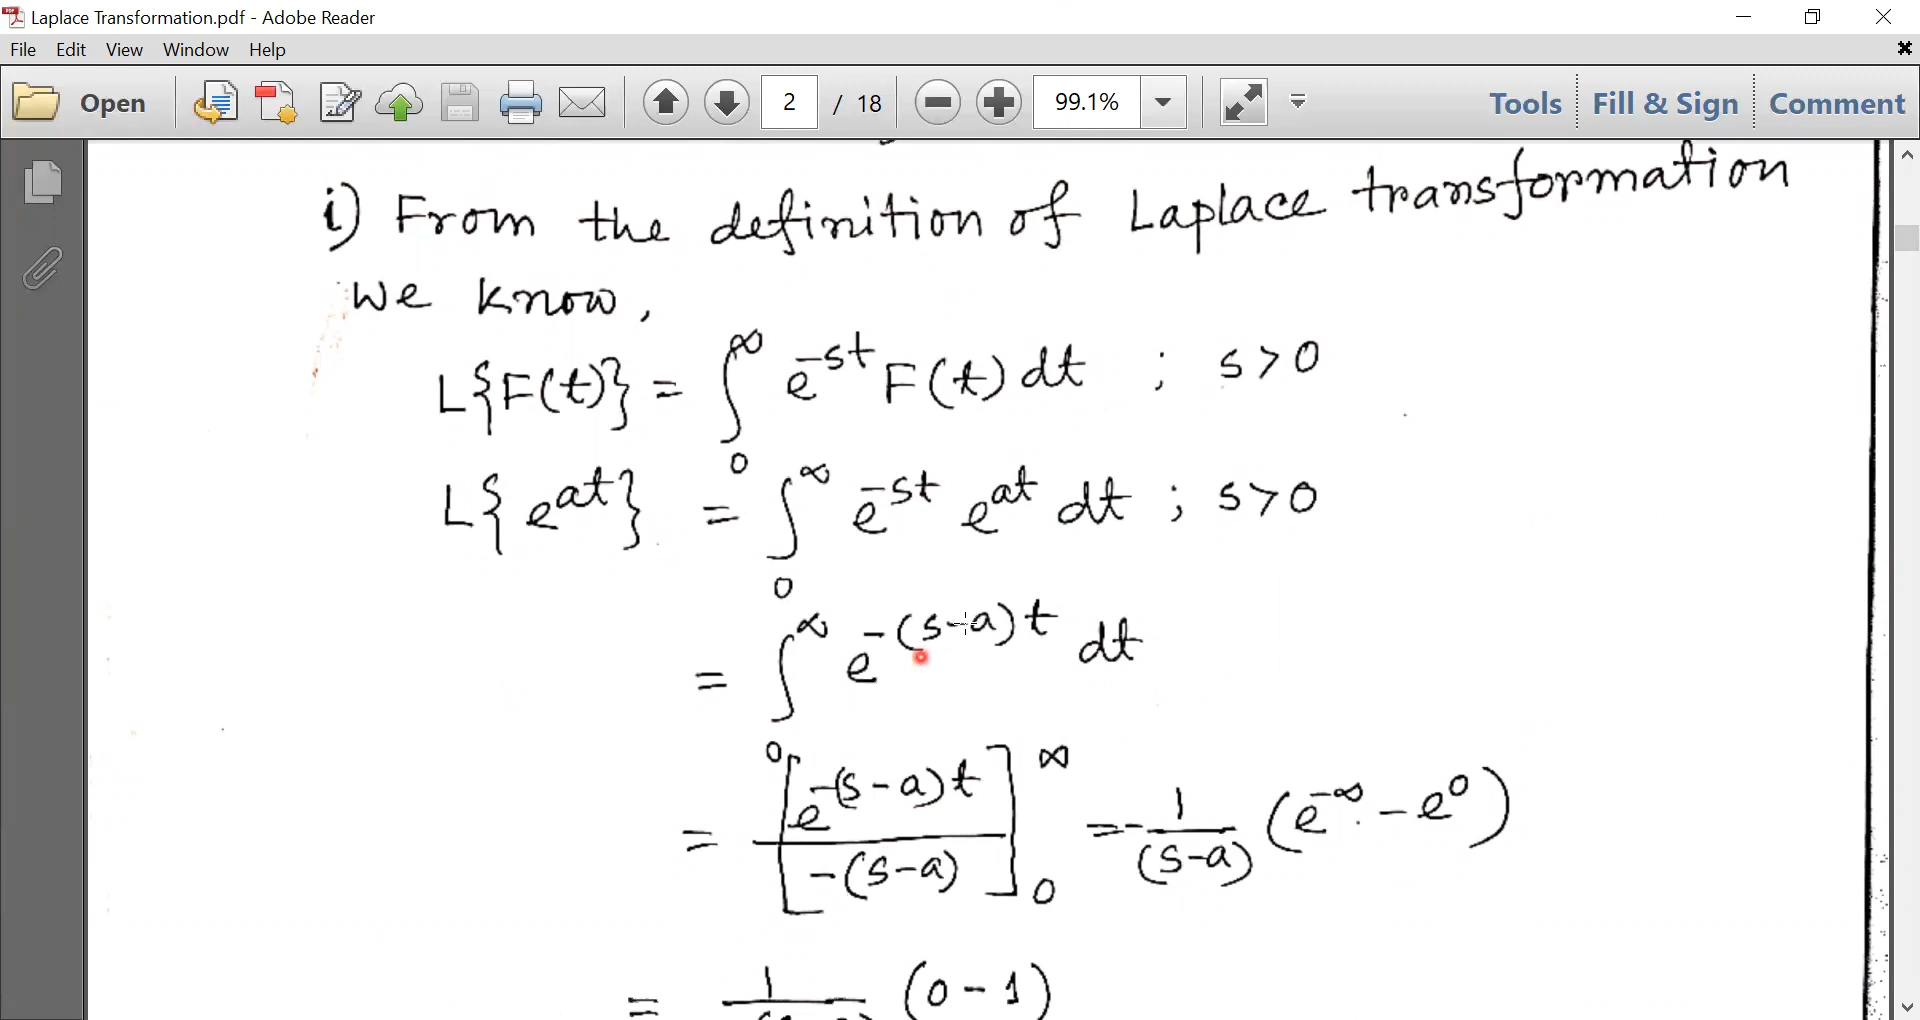 Laplace Transformation.pdf - Adobe Reader
File Edit View Window Help
Open 2 / 18 99.1% Tools Fill & Sign Comment
i) From the definition of Laplace transformation
We know,
L{F(t)} = ∫₀^∞ e^{-st} F(t) dt ; s > 0
L{e^{at}} = ∫₀^∞ e^{-st} e^{at} dt ; s > 0
= ∫₀^∞ e^{-(s-a)t} dt
= [e^{-(s-a)t} / -(s-a)]₀^∞ = - 1/(s-a) (e^{-∞} - e^0)
= 1 (0 - 1)